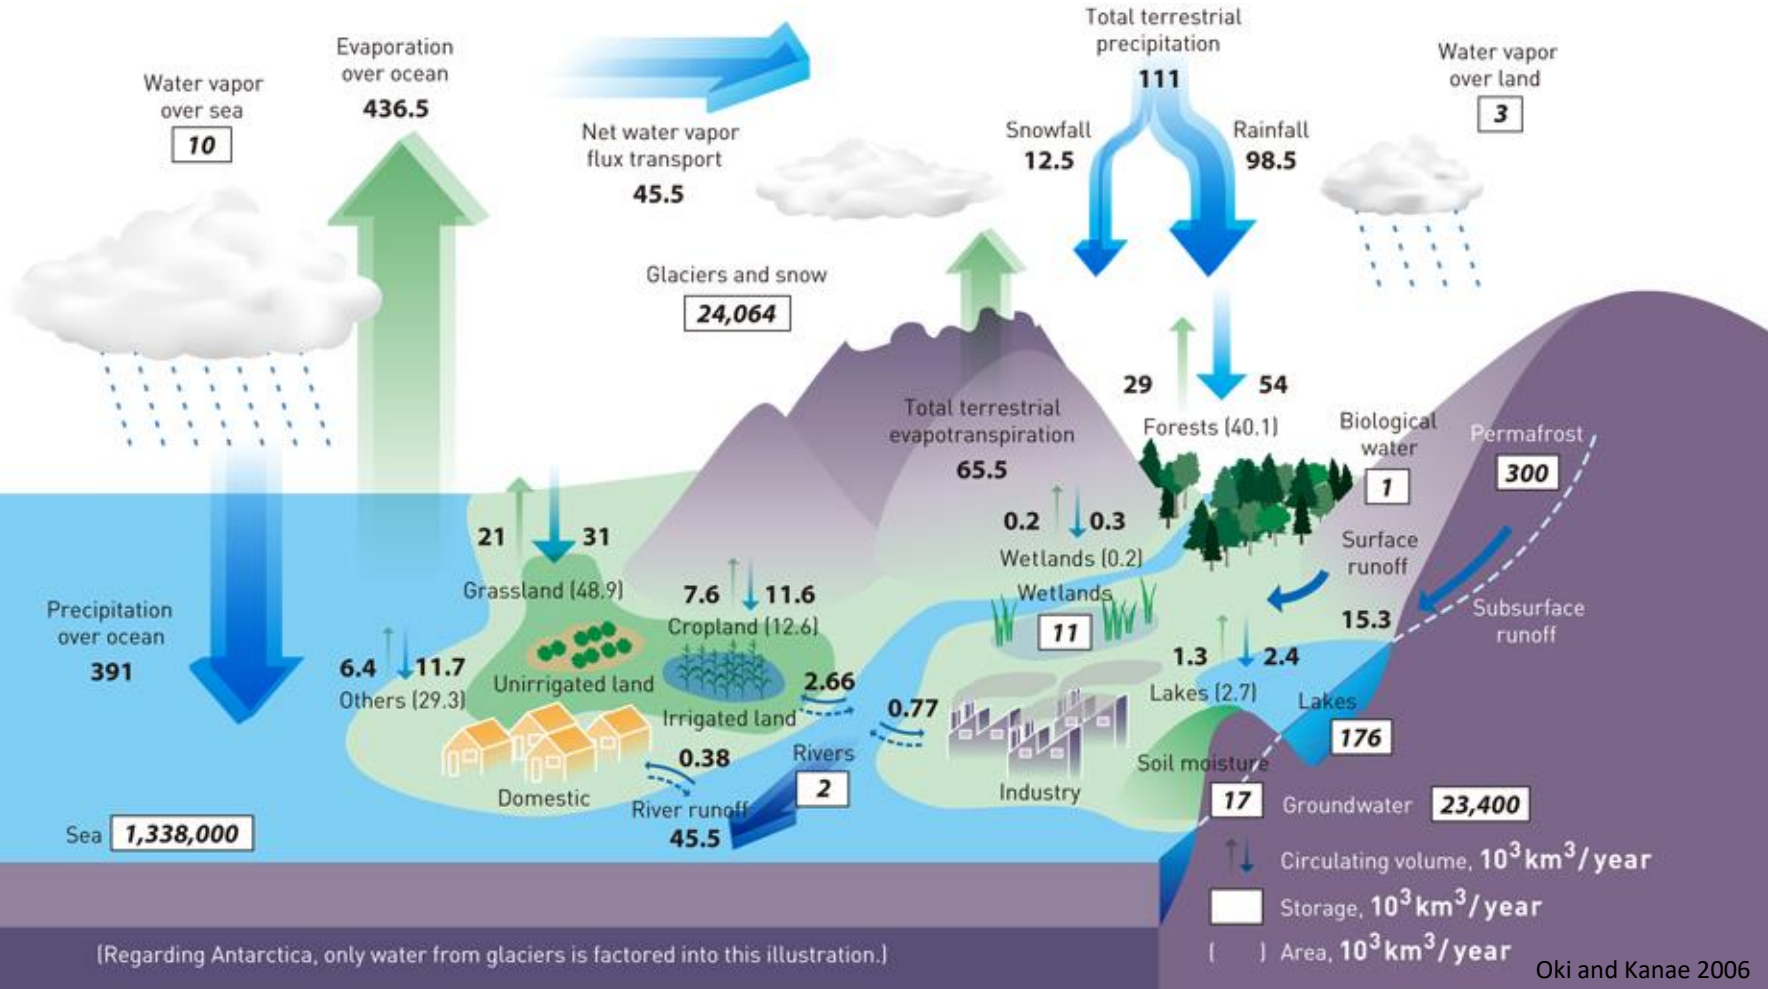 Water vapor
over sea
10
Evaporation
over ocean
436.5
Net water vapor
flux transport
45.5
Total terrestrial
precipitation
111
Snowfall
12.5
Rainfall
98.5
Water vapor
over land
3
Glaciers and snow
24,064
Total terrestrial
evapotranspiration
65.5
29
54
Forests (40.1)
Biological
water
1
Permafrost
300
0.2
0.3
Wetlands (0.2)
Wetlands
11
Surface
runoff
15.3
Subsurface
runoff
21
31
Grassland (48.9)
7.6
11.6
Cropland (12.6)
Precipitation
over ocean
391
6.4
11.7
Others (29.3)
Unirrigated land
Irrigated land
2.66
0.77
1.3
2.4
Lakes (2.7)
Lakes
176
0.38
Domestic
Rivers
2
River runoff
45.5
Industry
Soil moisture
17
Groundwater
23,400
Sea
1,338,000
Circulating volume, 10³km³/year
Storage, 10³km³/year
( ) Area, 10³km³/year
(Regarding Antarctica, only water from glaciers is factored into this illustration.)
Oki and Kanae 2006